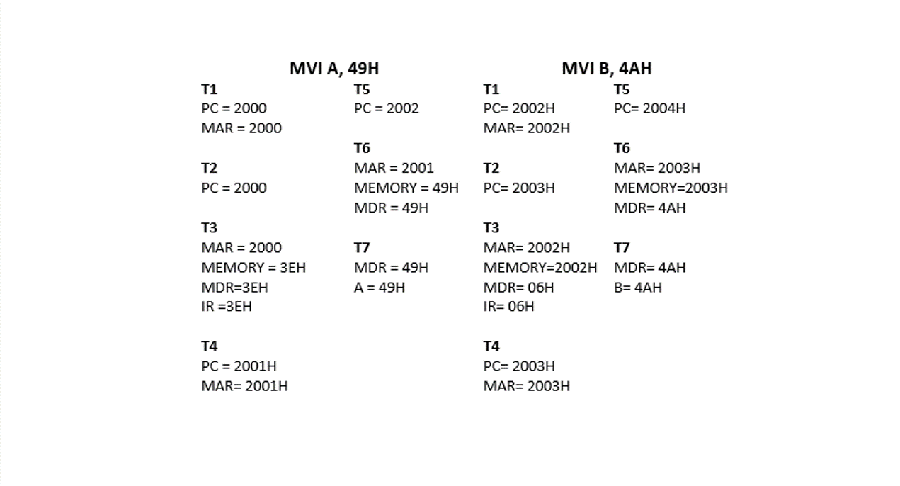 MVI A, 49H
T1
PC = 2000
MAR = 2000
T2
PC = 2000
T3
MAR = 2000
MEMORY = 3EH
MDR=3EH
IR =3EH
T4
PC = 2001H
MAR= 2001H
T5
PC = 2002
T6
MAR = 2001
MEMORY = 49H
MDR = 49H
T7
MDR = 49H
A = 49H
MVI B, 4AH
T1
PC= 2002H
MAR= 2002H
T2
PC= 2003H
T3
MAR= 2002H
MEMORY=2002H
MDR= 06H
IR= 06H
T4
PC= 2003H
MAR= 2003H
T5
PC= 2004H
T6
MAR= 2003H
MEMORY=2003H
MDR= 4AH
T7
MDR= 4AH
B= 4AH